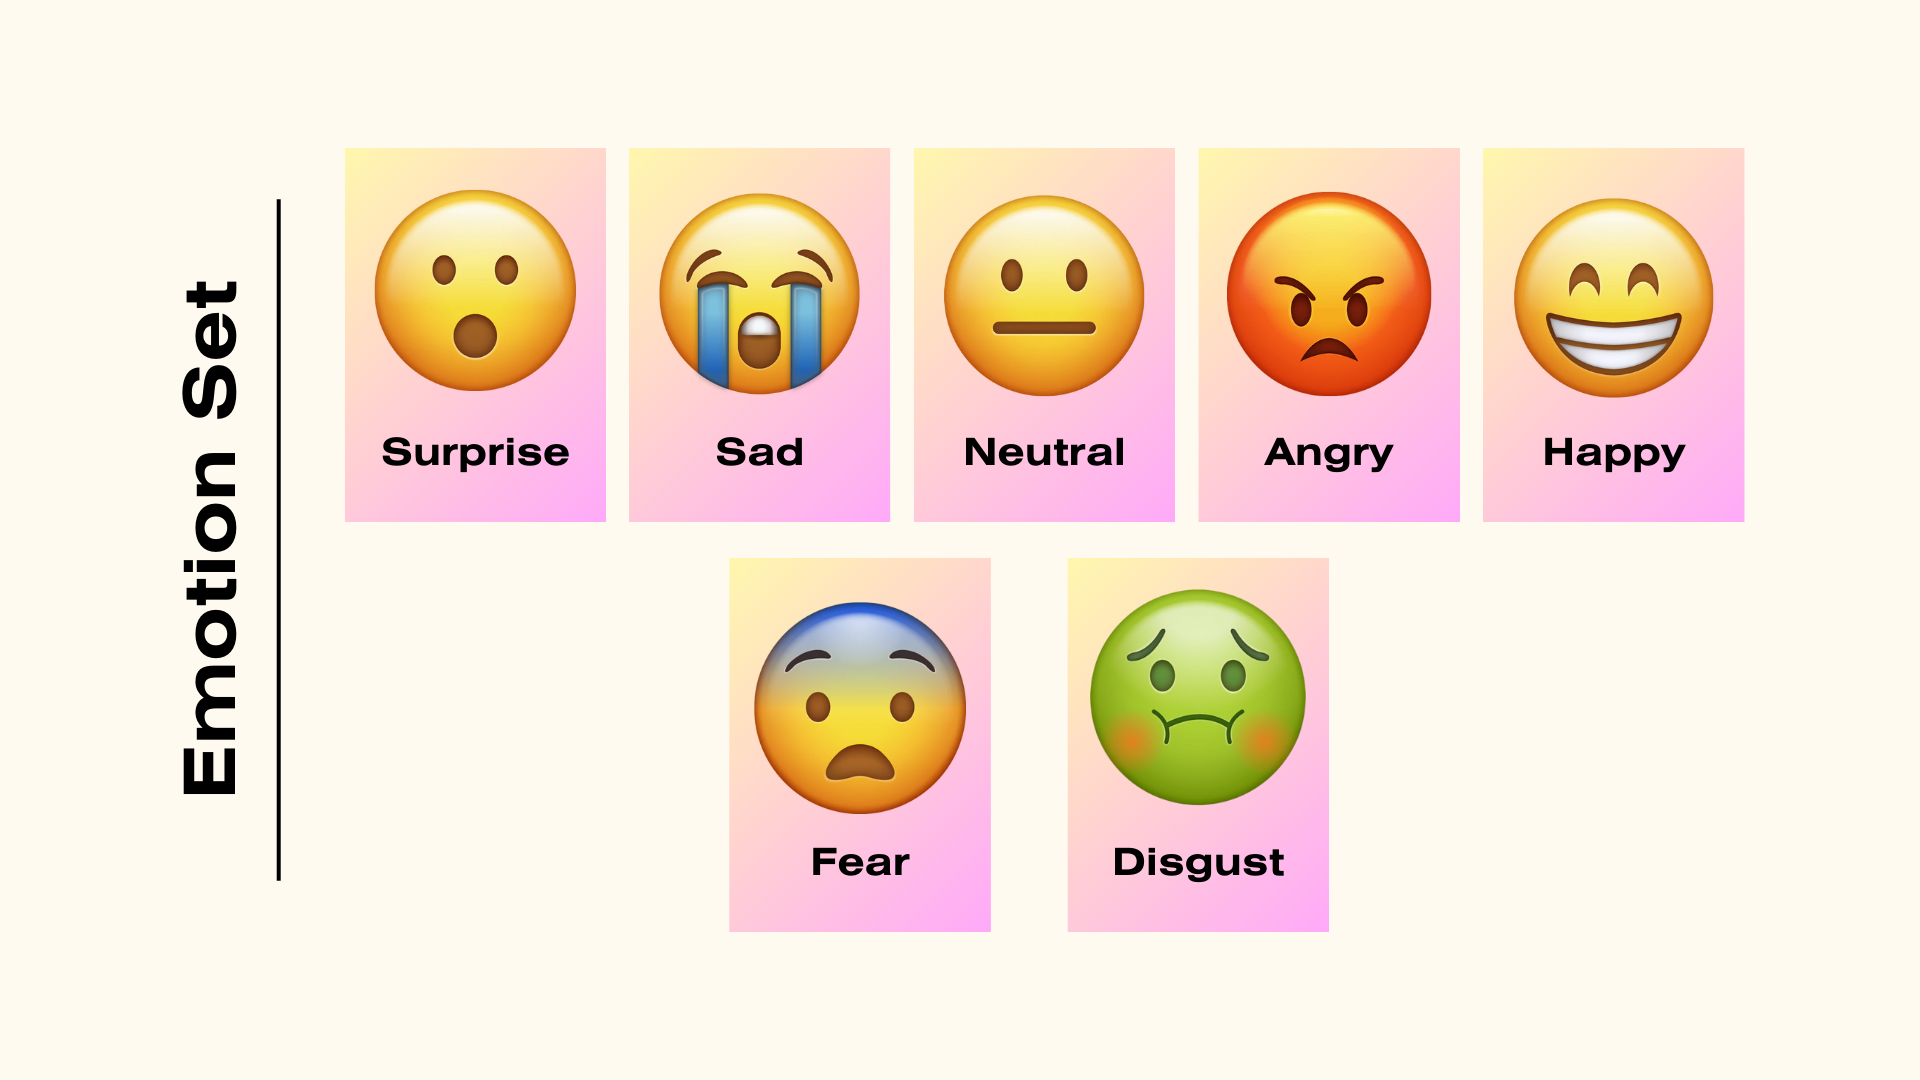 Emotion Set
Surprise
Sad
Neutral
Angry
Happy
Fear
Disgust